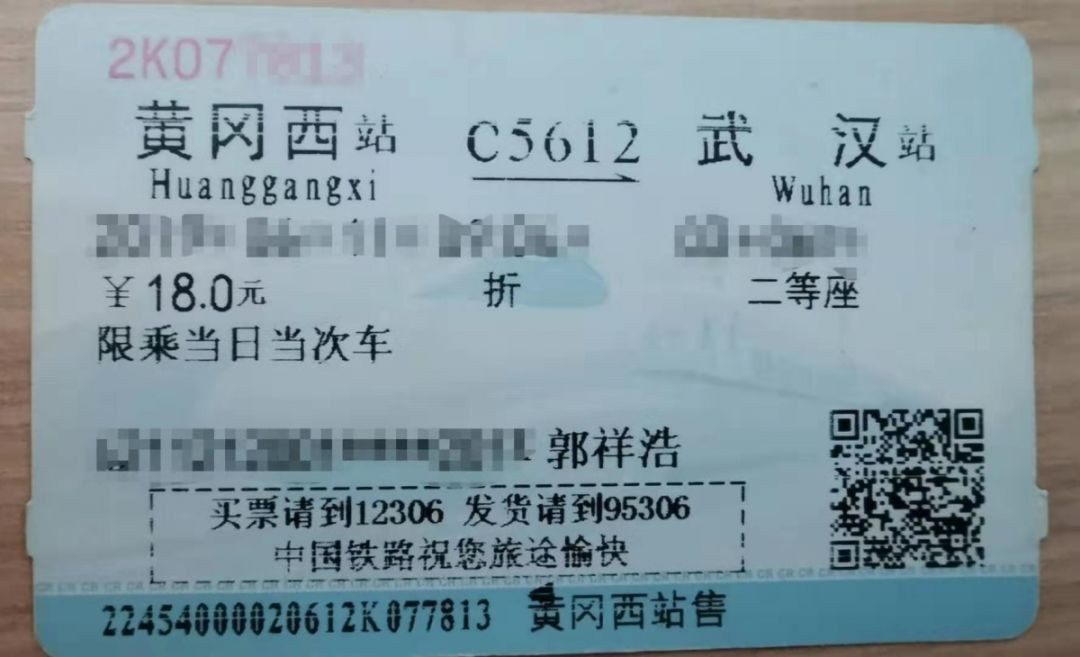 2K07
黄冈西站 C5612 武汉站
Huanggangxi Wuhan
￥18.0元 折 二等座
限乘当日当次车
郭祥浩
买票请到12306 发货请到95306
中国铁路祝您旅途愉快
22454000020612K077813 黄冈西站售